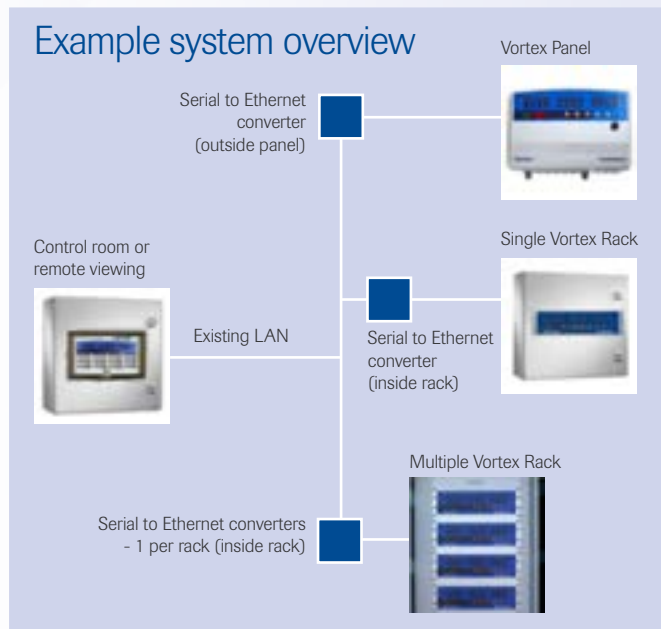 Example system overview
Vortex Panel
Serial to Ethernet
converter
(outside panel)
Control room or
remote viewing
Single Vortex Rack
Existing LAN
Serial to Ethernet
converter
(inside rack)
Multiple Vortex Rack
Serial to Ethernet converters
- 1 per rack (inside rack)